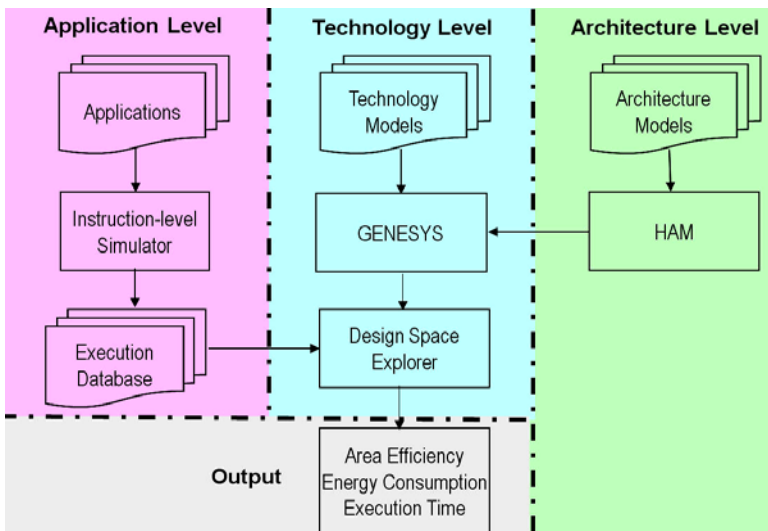 Application Level
Technology Level
Architecture Level
Applications
Technology
Models
Architecture
Models
Instruction-level
Simulator
GENESYS
HAM
Execution
Database
Design Space
Explorer
Output
Area Efficiency
Energy Consumption
Execution Time